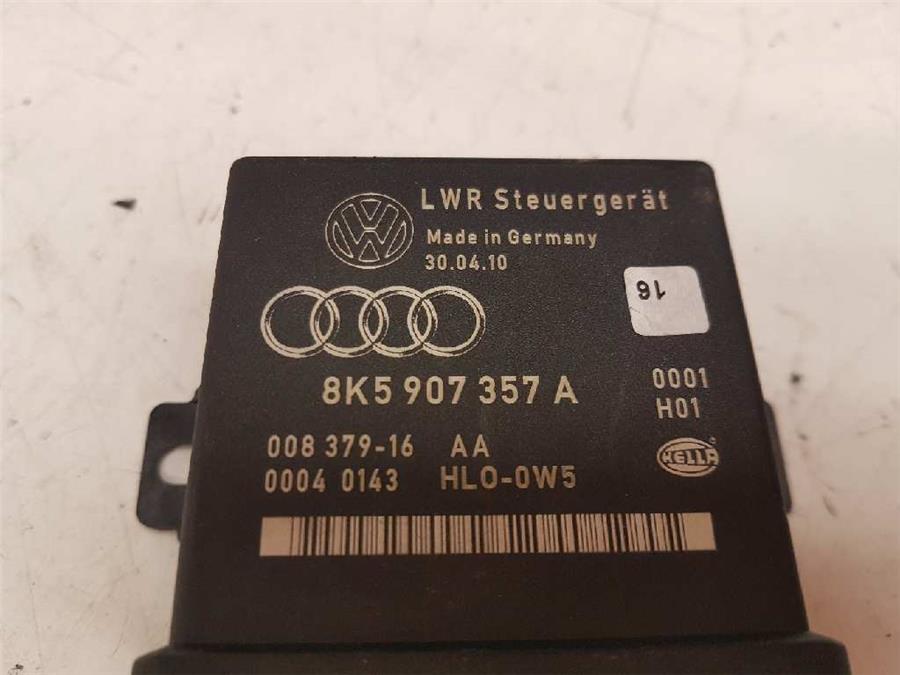 LWR Steuergerät
Made in Germany
30.04.10
16
8K5 907 357 A
0001
H01
008 379-16 AA
0004 0143 HLO-0W5
HELLA